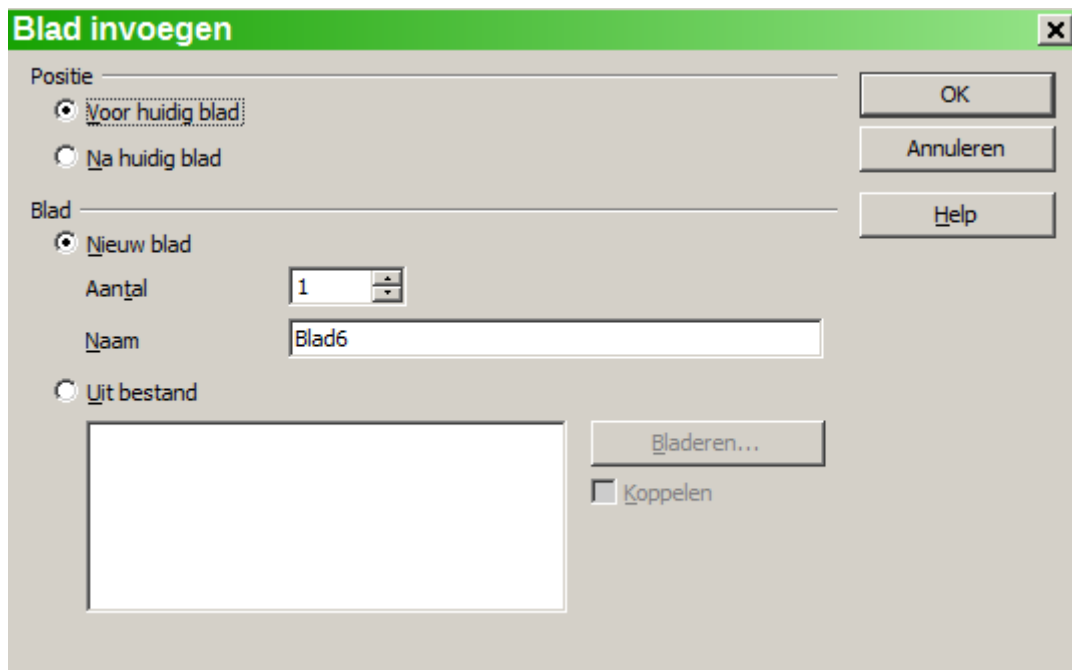 Blad invoegen
Positie
Voor huidig blad
Na huidig blad
OK
Annuleren
Help
Blad
Nieuw blad
Aantal 1
Naam Blad6
Uit bestand
Bladeren...
Koppelen